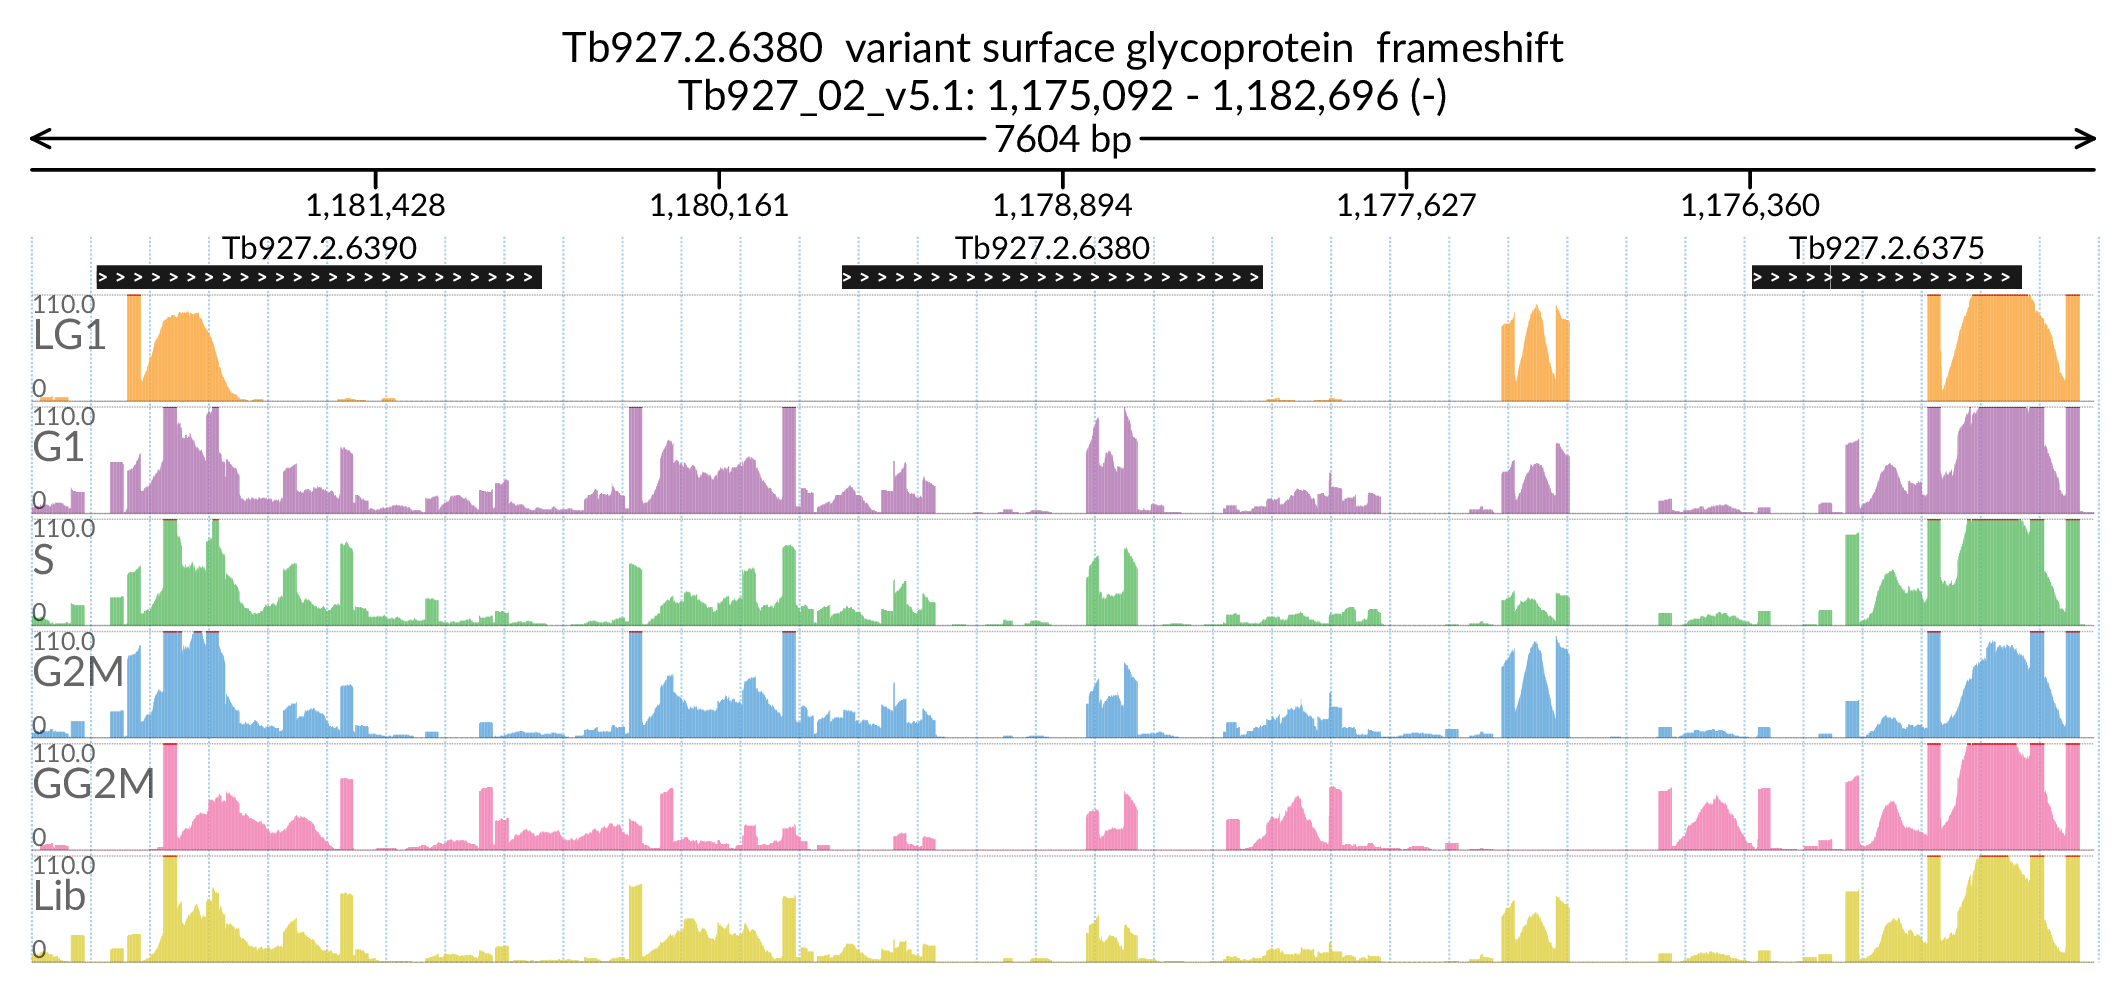 Tb927.2.6380 variant surface glycoprotein frameshift
Tb927_02_v5.1: 1,175,092 - 1,182,696 (-)
7604 bp
1,181,428 1,180,161 1,178,894 1,177,627 1,176,360
Tb927.2.6390 Tb927.2.6380 Tb927.2.6375
110.0
LG1
0
110.0
G1
0
110.0
S
0
110.0
G2M
0
110.0
GG2M
0
110.0
Lib
0